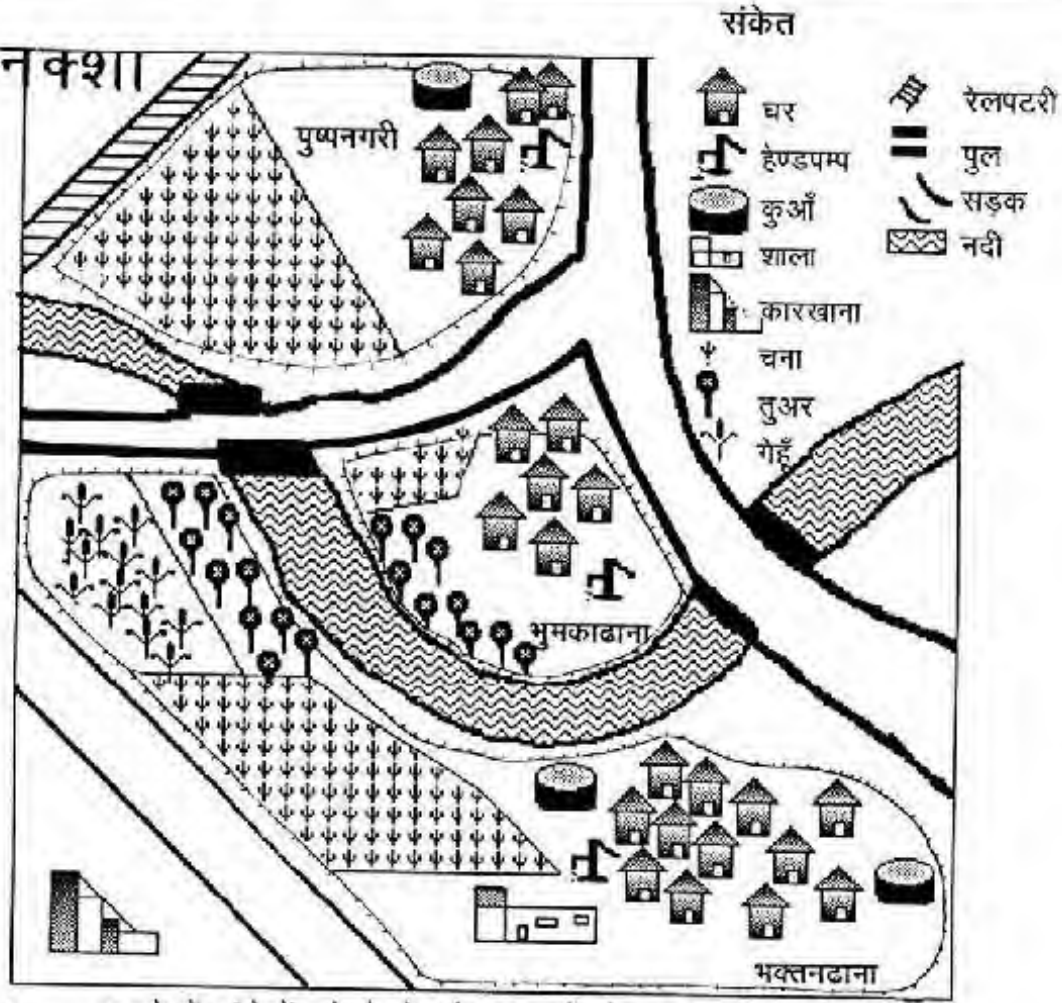 नक्शा
संकेत
घर
हेण्डपम्प
कुआँ
शाला
कारखाना
चना
तुअर
गेहूँ
रेलपटरी
पुल
सड़क
नदी
पुष्पनगरी
भुमकाढाना
भक्तनढाना